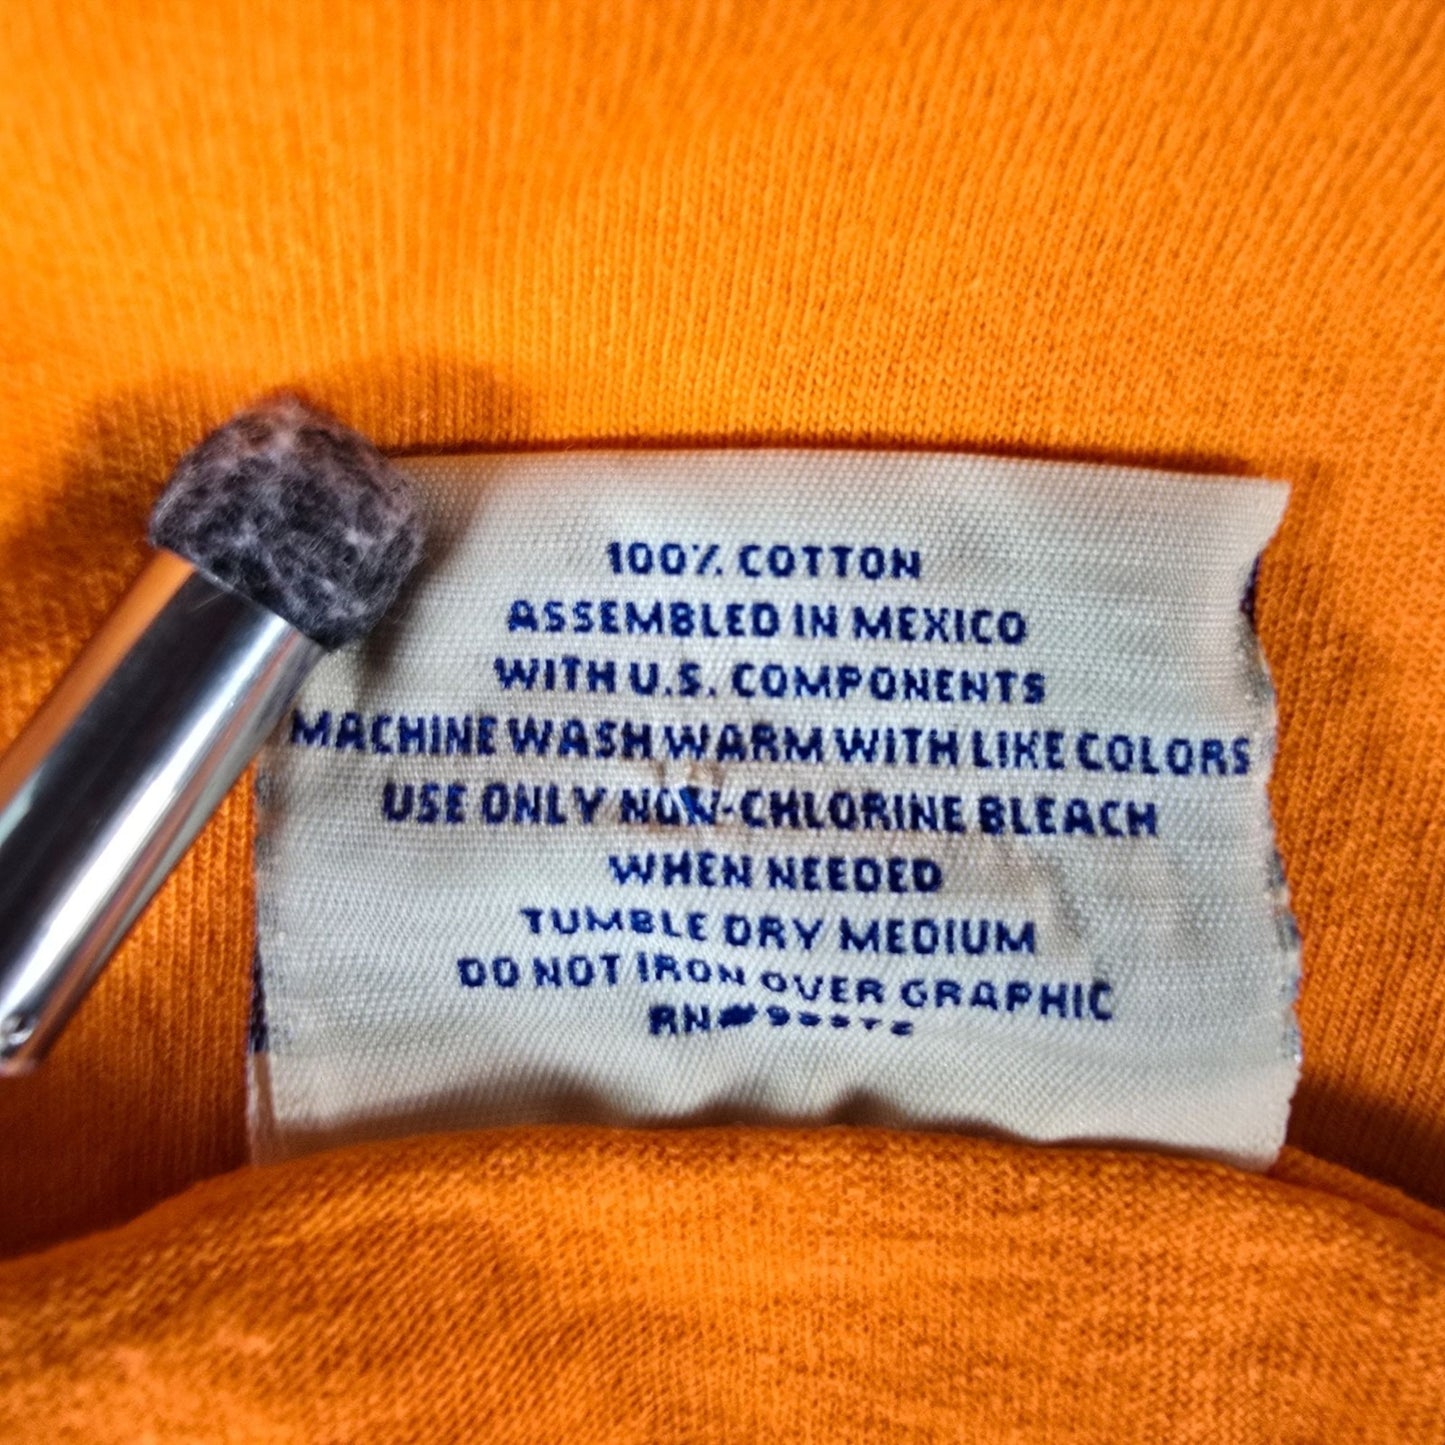 100% COTTON
ASSEMBLED IN MEXICO
WITH U.S. COMPONENTS
MACHINE WASH WARM WITH LIKE COLORS
USE ONLY NON-CHLORINE BLEACH
WHEN NEEDED
TUMBLE DRY MEDIUM
DO NOT IRON OVER GRAPHIC
RN#